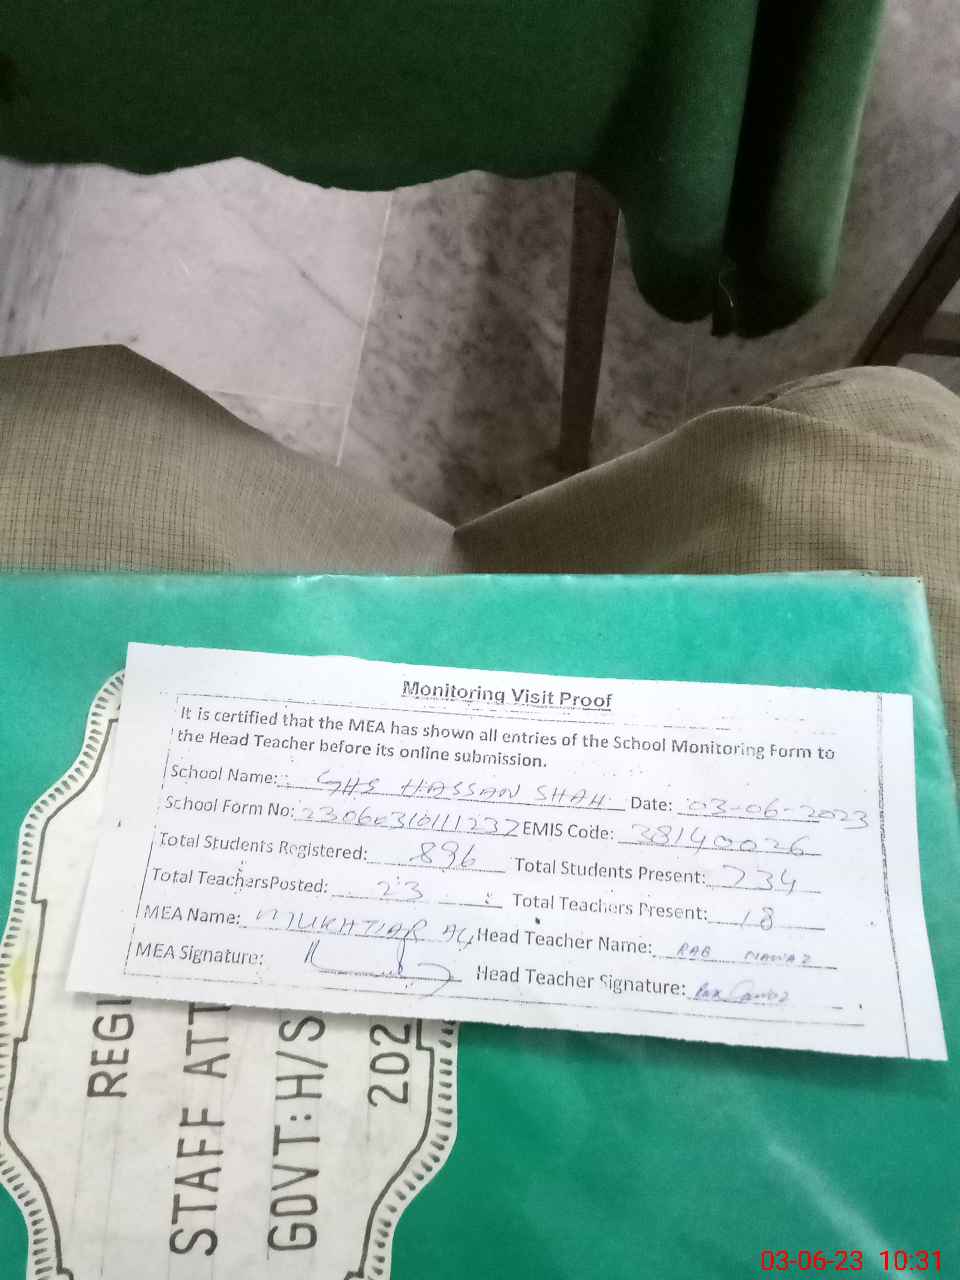 Monitoring Visit Proof
It is certified that the MEA has shown all entries of the School Monitoring Form to
the Head Teacher before its online submission.
School Name: GHS HASSAN SHAH Date: 03-06-2023
School Form No: EMIS Code: 38140026
Total Students Registered: 896 Total Students Present: 734
Total TeachersPosted: 23 Total Teachers Present: 18
MEA Name: MUKHTIAR Ali Head Teacher Name: RAB NAWAZ
MEA Signature: Head Teacher Signature:
REGI
STAFF ATT
GOVT: H/S
202
03-06-23 10:31